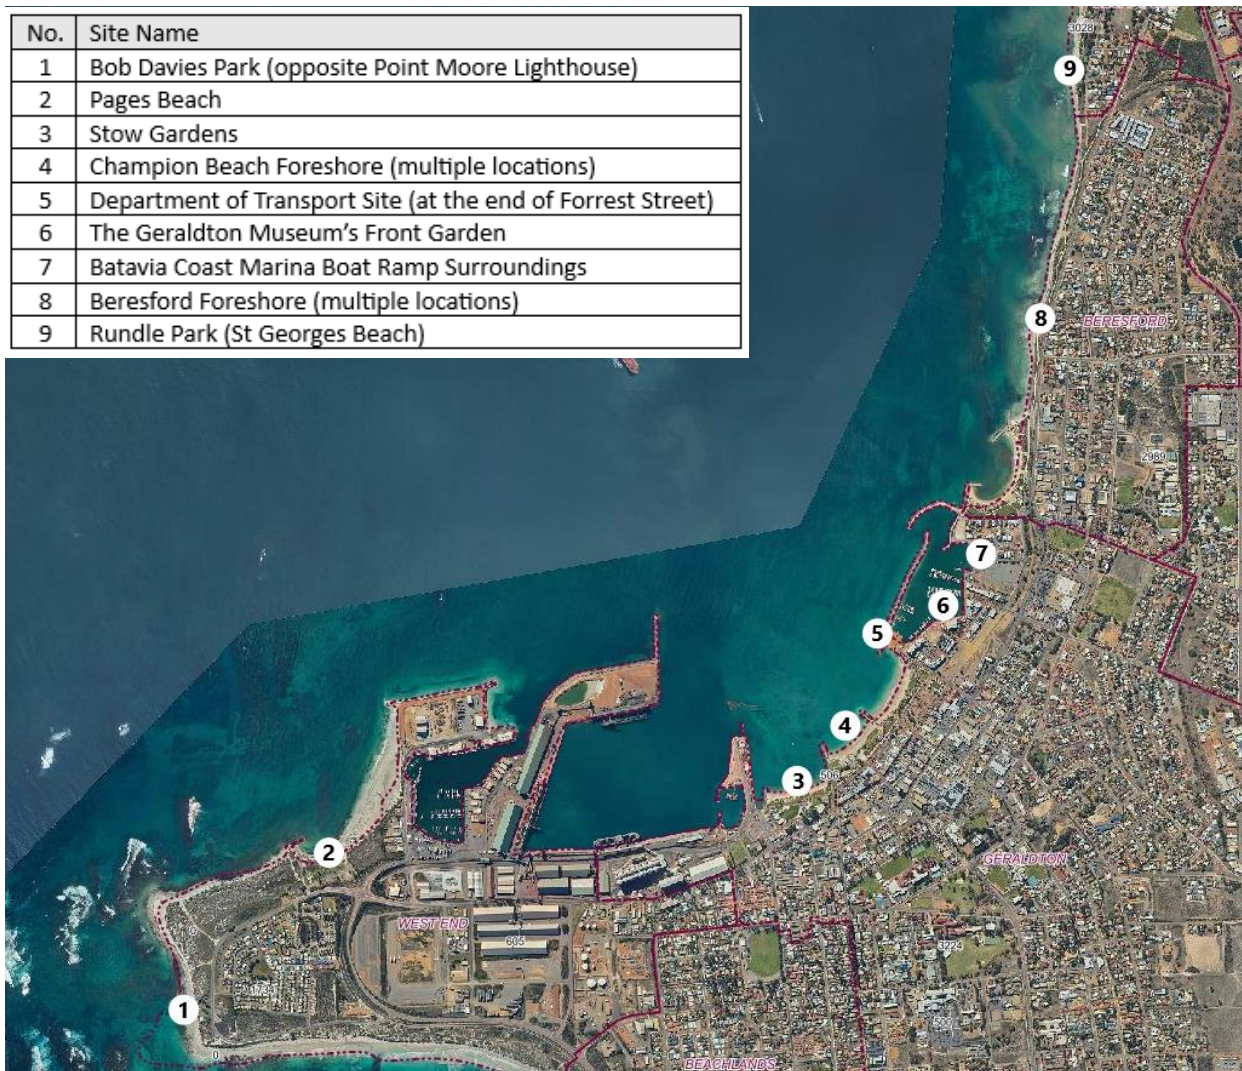 No. Site Name
1 Bob Davies Park (opposite Point Moore Lighthouse)
2 Pages Beach
3 Stow Gardens
4 Champion Beach Foreshore (multiple locations)
5 Department of Transport Site (at the end of Forrest Street)
6 The Geraldton Museum's Front Garden
7 Batavia Coast Marina Boat Ramp Surroundings
8 Beresford Foreshore (multiple locations)
9 Rundle Park (St Georges Beach)
3028
9
8
BERESFORD
2989
7
6
5
4
3
506
2
GERALDTON
WEST END
605
3224
1
0
BEACHLANDS